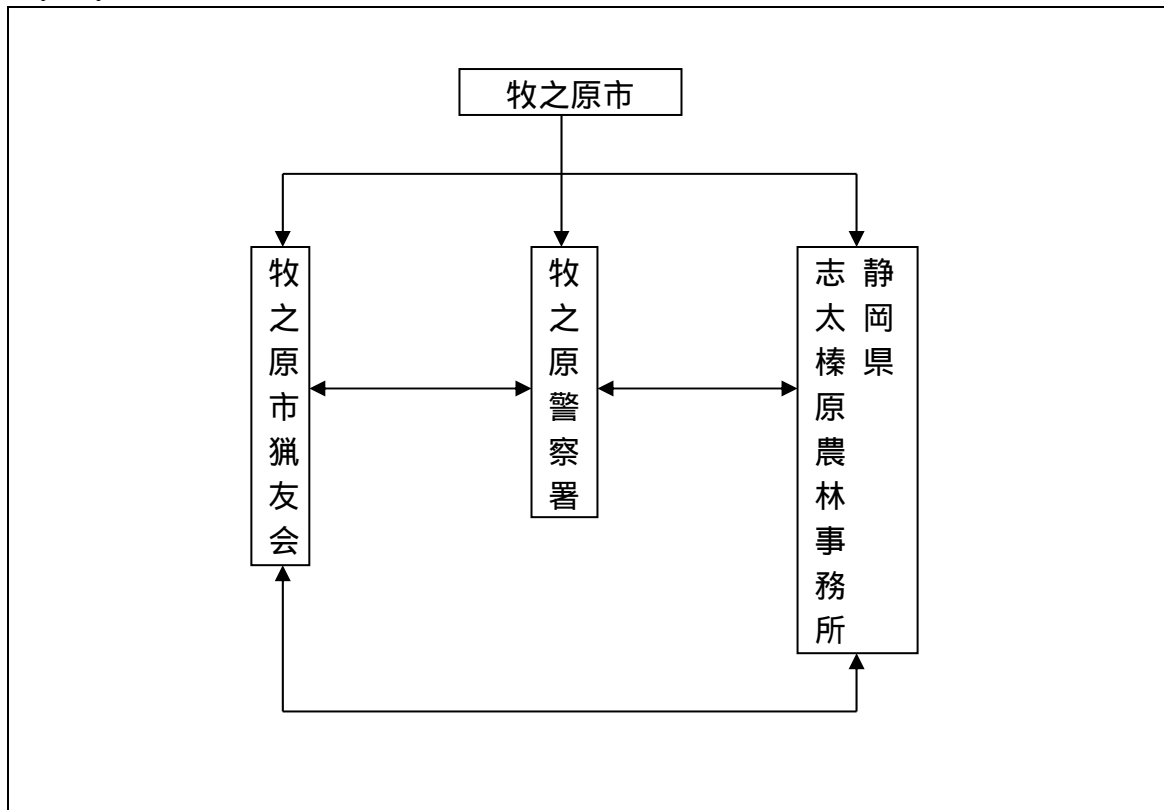 牧之原市
牧之原市猟友会
牧之原警察署
静岡県
志太榛原農林事務所